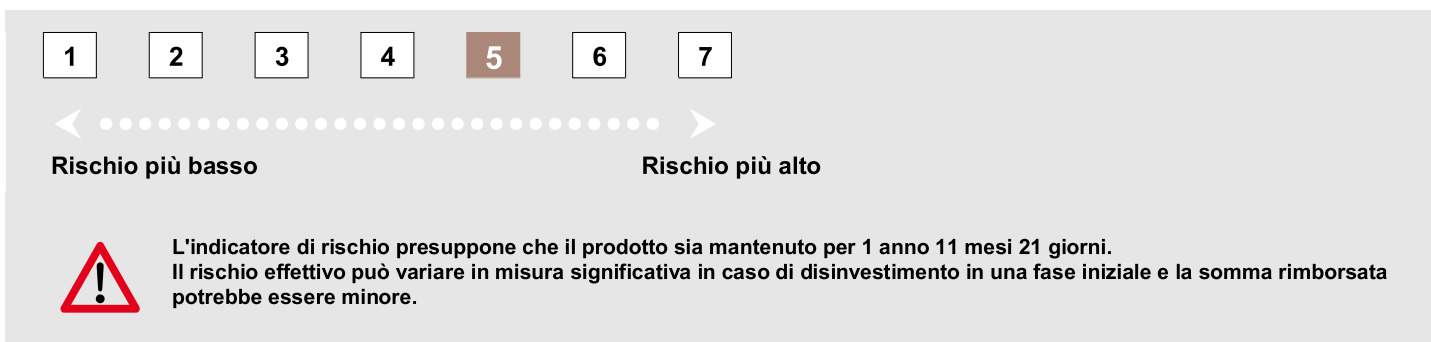 1 2 3 4 5 6 7
Rischio più basso Rischio più alto
L'indicatore di rischio presuppone che il prodotto sia mantenuto per 1 anno 11 mesi 21 giorni.
Il rischio effettivo può variare in misura significativa in caso di disinvestimento in una fase iniziale e la somma rimborsata
potrebbe essere minore.